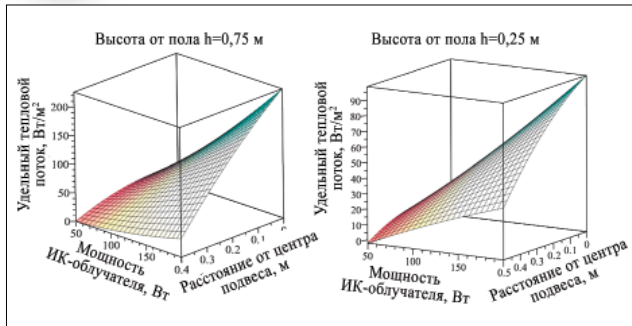 Высота от пола h=0,75 м
Удельный тепловой
поток, Вт/м²
200
150
100
50
0
50
100
150
Мощность
ИК-облучателя, Вт
0.4
0.3
0.2
0.1
0
Расстояние от центра
подвеса, м
Высота от пола h=0,25 м
Удельный тепловой
поток, Вт/м²
90
80
70
60
50
40
30
20
10
0
50
100
150
Мощность
ИК-облучателя, Вт
0.5
0.4
0.3
0.2
0.1
0
Расстояние от центра
подвеса, м